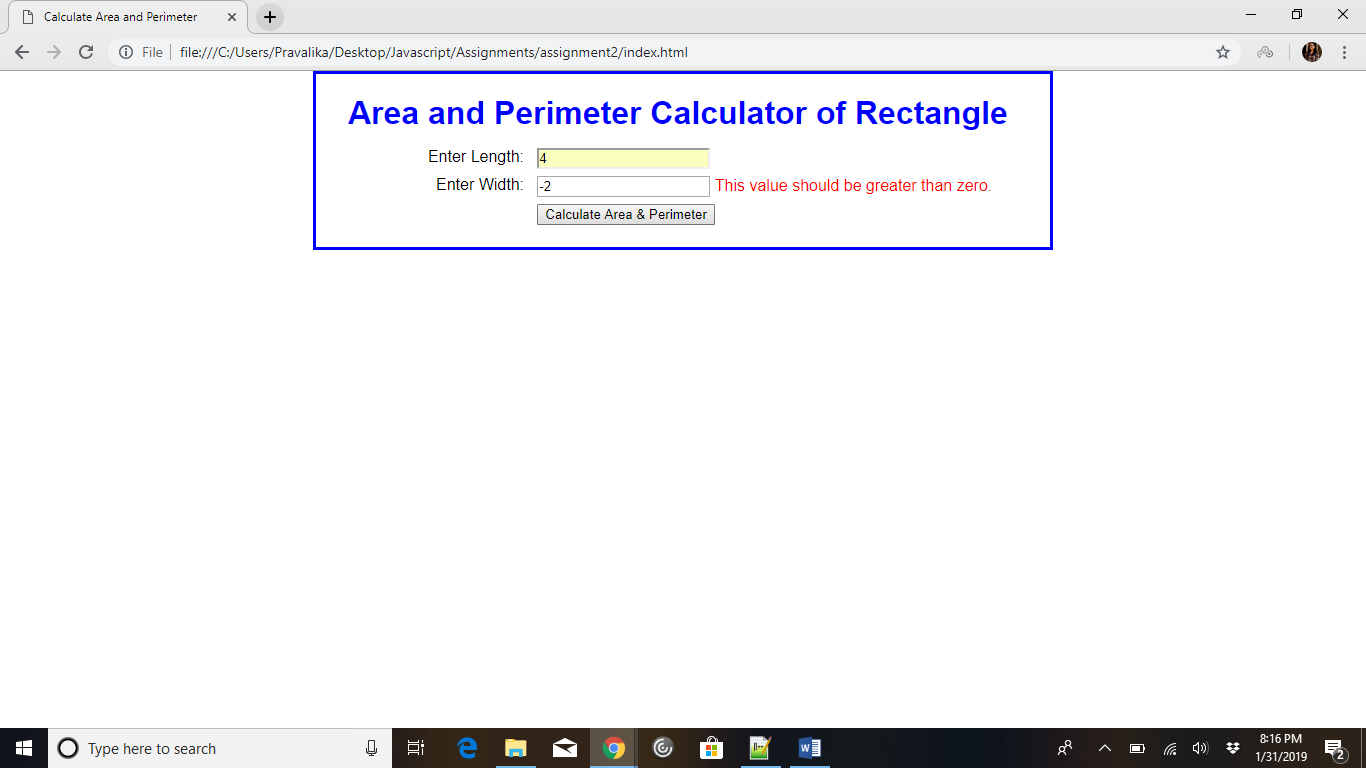 Calculate Area and Perimeter
File file:///C:/Users/Pravalika/Desktop/Javascript/Assignments/assignment2/index.html
Area and Perimeter Calculator of Rectangle
Enter Length: 4
Enter Width: -2 This value should be greater than zero.
Calculate Area & Perimeter
Type here to search
8:16 PM
1/31/2019
2